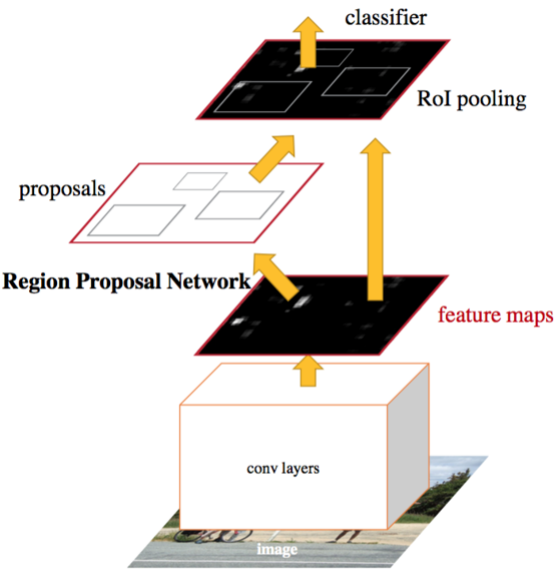 classifier
RoI pooling
proposals
Region Proposal Network
feature maps
conv layers
image